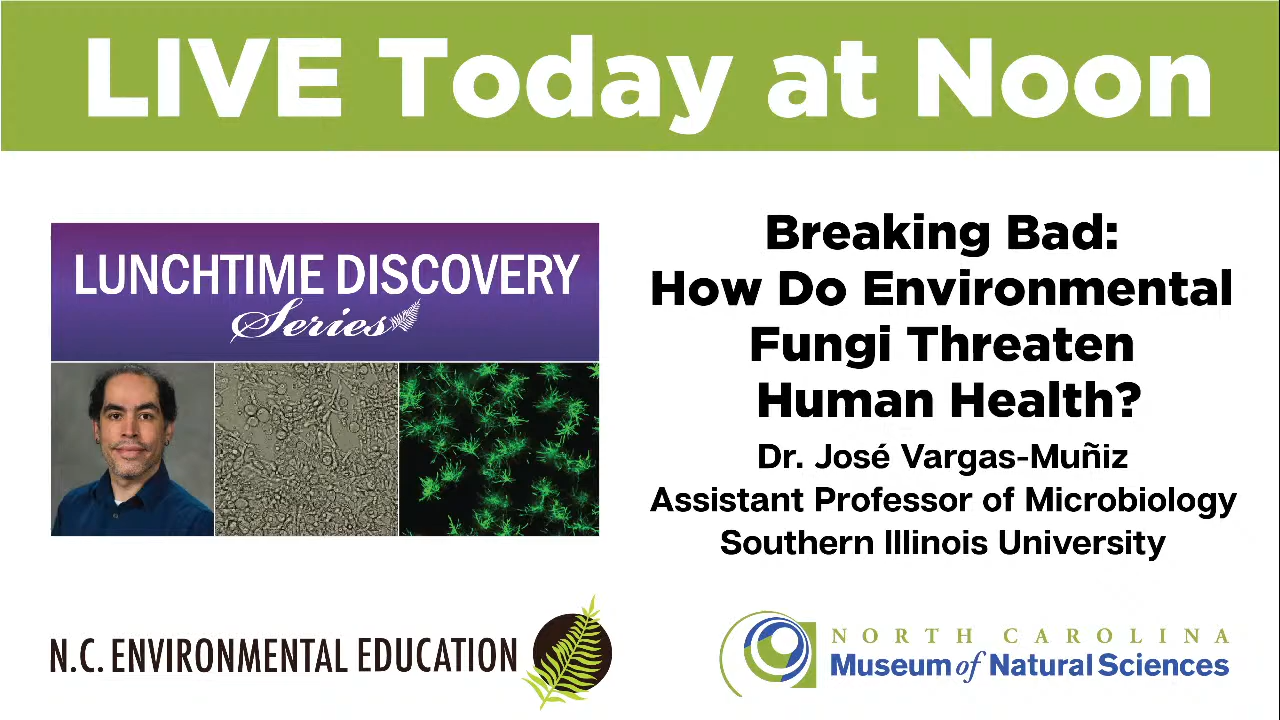 LIVE Today at Noon
LUNCHTIME DISCOVERY
Series
Breaking Bad:
How Do Environmental
Fungi Threaten
Human Health?
Dr. José Vargas-Muñiz
Assistant Professor of Microbiology
Southern Illinois University
N.C. ENVIRONMENTAL EDUCATION
NORTH CAROLINA
Museum of Natural Sciences